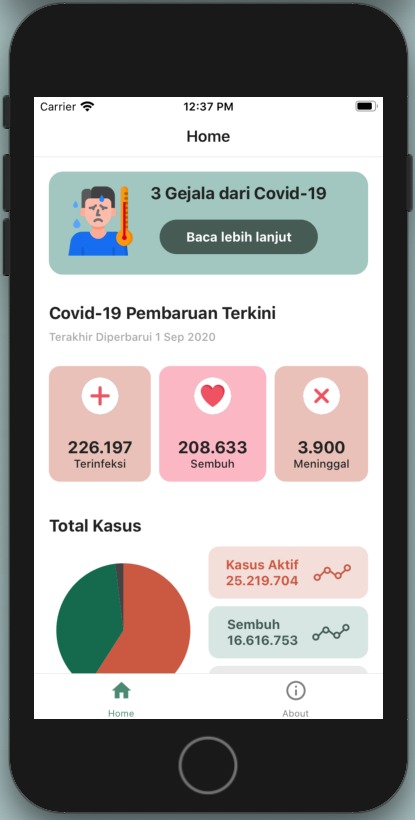 Carrier
12:37 PM
Home
3 Gejala dari Covid-19
Baca lebih lanjut
Covid-19 Pembaruan Terkini
Terakhir Diperbarui 1 Sep 2020
226.197
Terinfeksi
208.633
Sembuh
3.900
Meninggal
Total Kasus
Kasus Aktif
25.219.704
Sembuh
16.616.753
Home
About